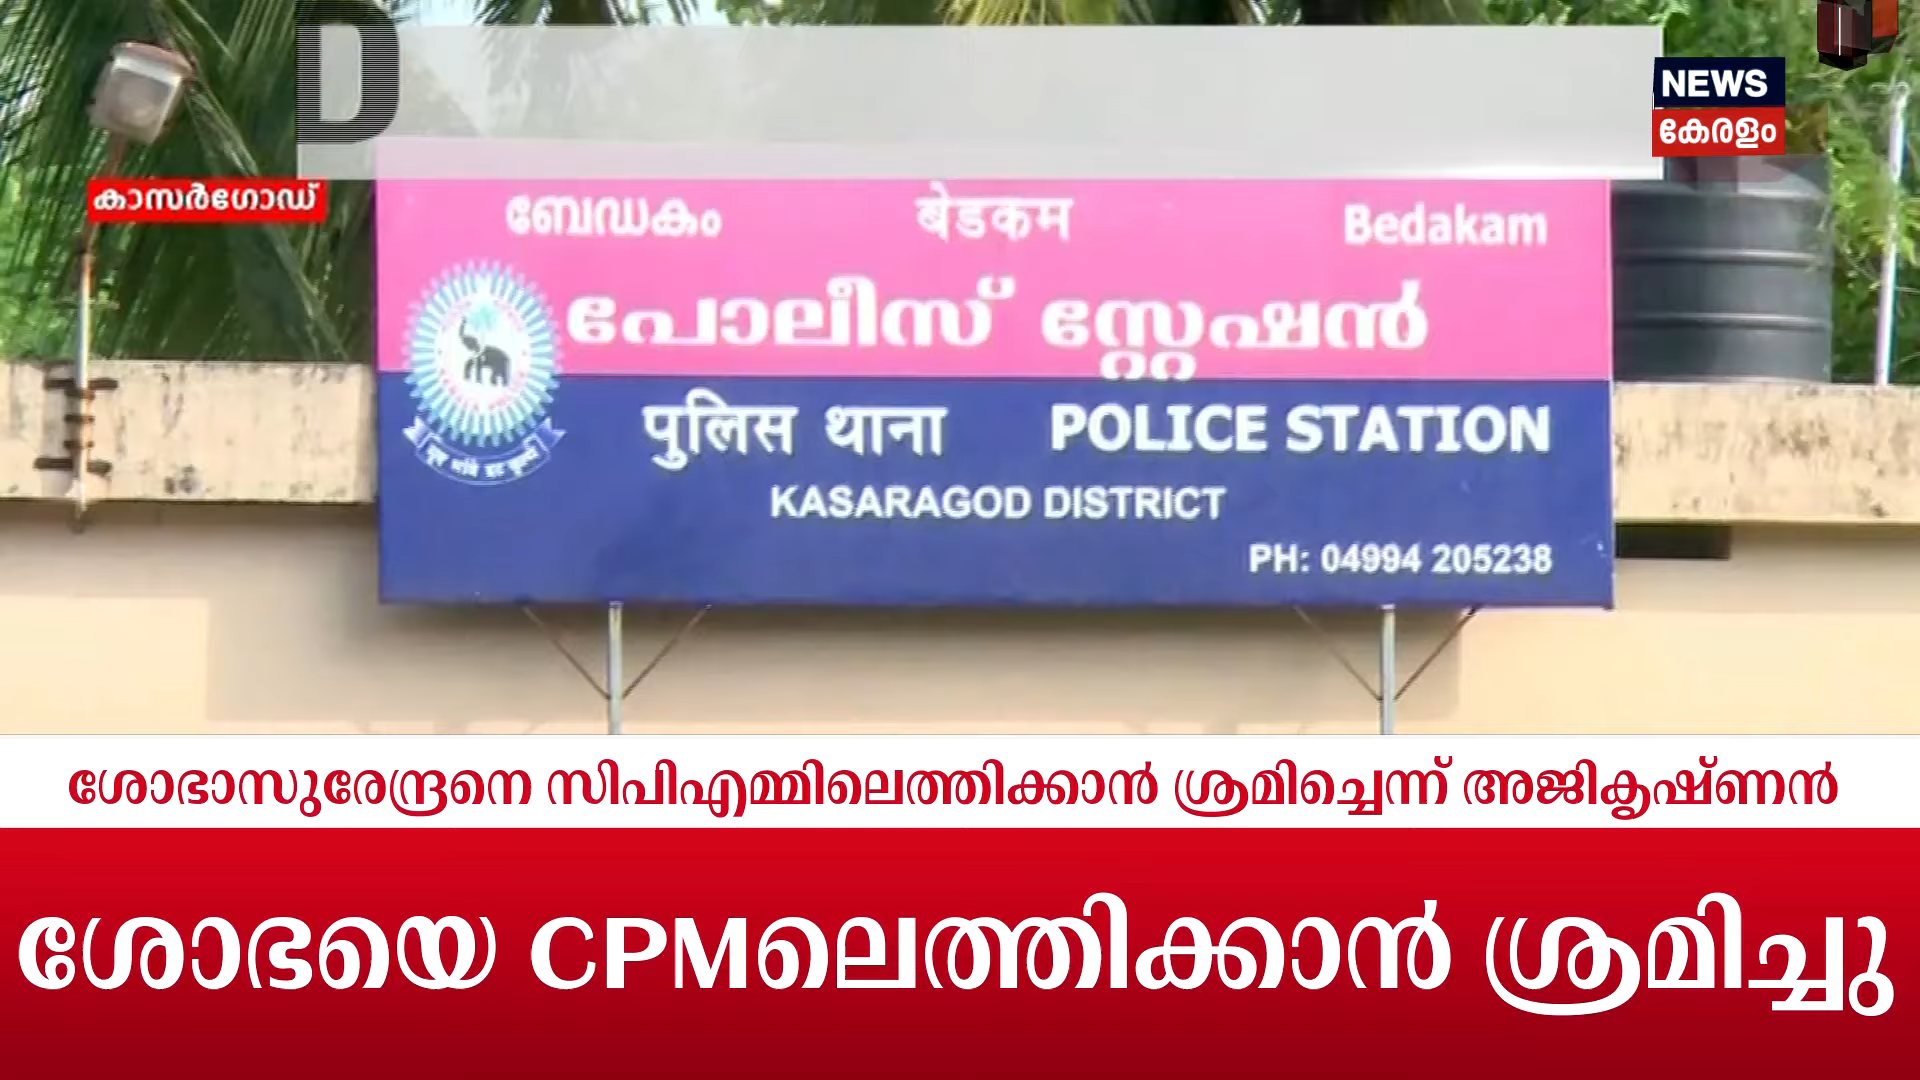 D
NEWS
കേരളം
കാസർഗോഡ്
ബേഡകം बेडकम Bedakam
പോലീസ് സ്റ്റേഷൻ
पुलिस थाना POLICE STATION
KASARAGOD DISTRICT
PH: 04994 205238
ശോഭാസുരേന്ദ്രനെ സിപിഎമ്മിലെത്തിക്കാൻ ശ്രമിച്ചെന്ന് അജികൃഷ്ണൻ
ശോഭയെ CPMലെത്തിക്കാൻ ശ്രമിച്ചു